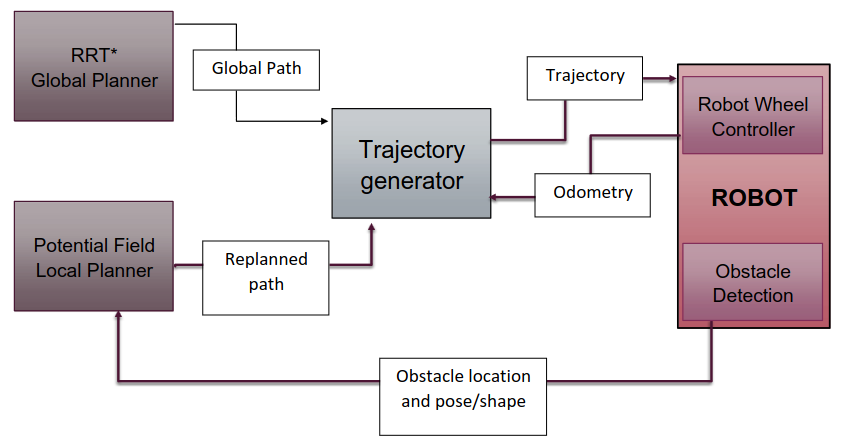 RRT*
Global Planner
Global Path
Trajectory
generator
Trajectory
Odometry
Robot Wheel
Controller
ROBOT
Obstacle
Detection
Potential Field
Local Planner
Replanned
path
Obstacle location
and pose/shape